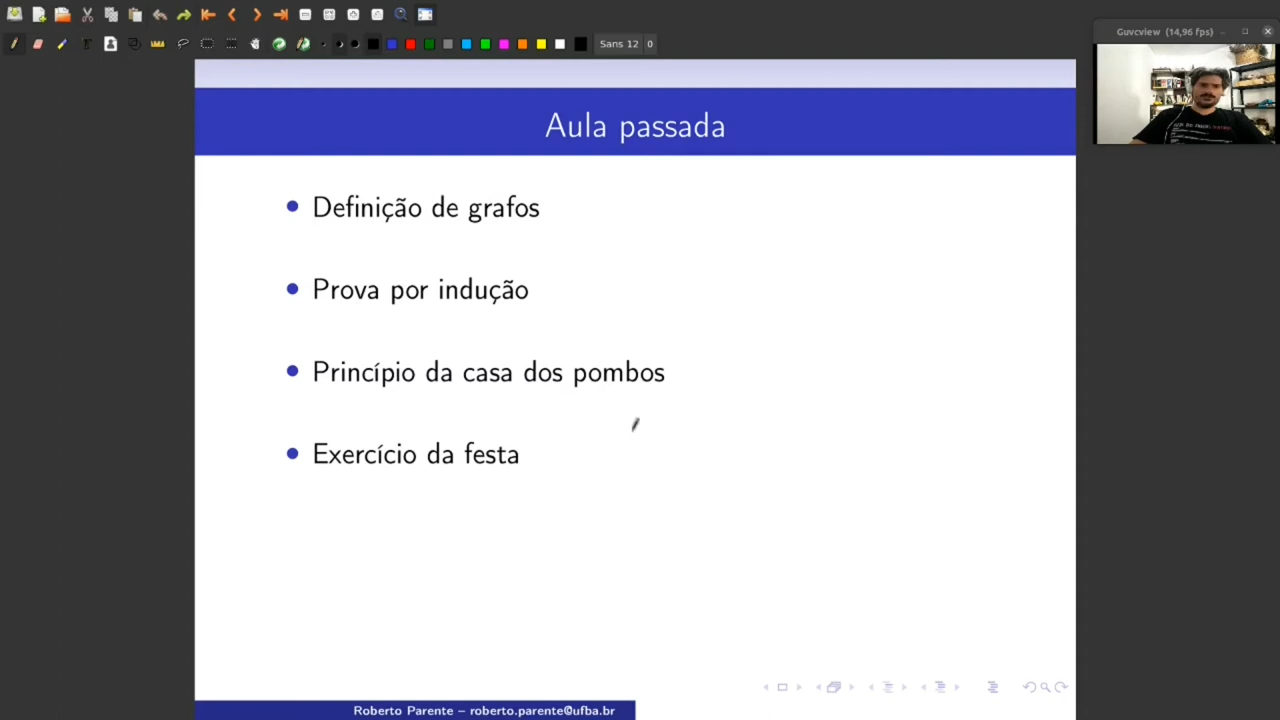 Sans 12 0
Guvcview (14,96 fps)
Aula passada
Definição de grafos
Prova por indução
Princípio da casa dos pombos
Exercício da festa
Roberto Parente – roberto.parente@ufba.br